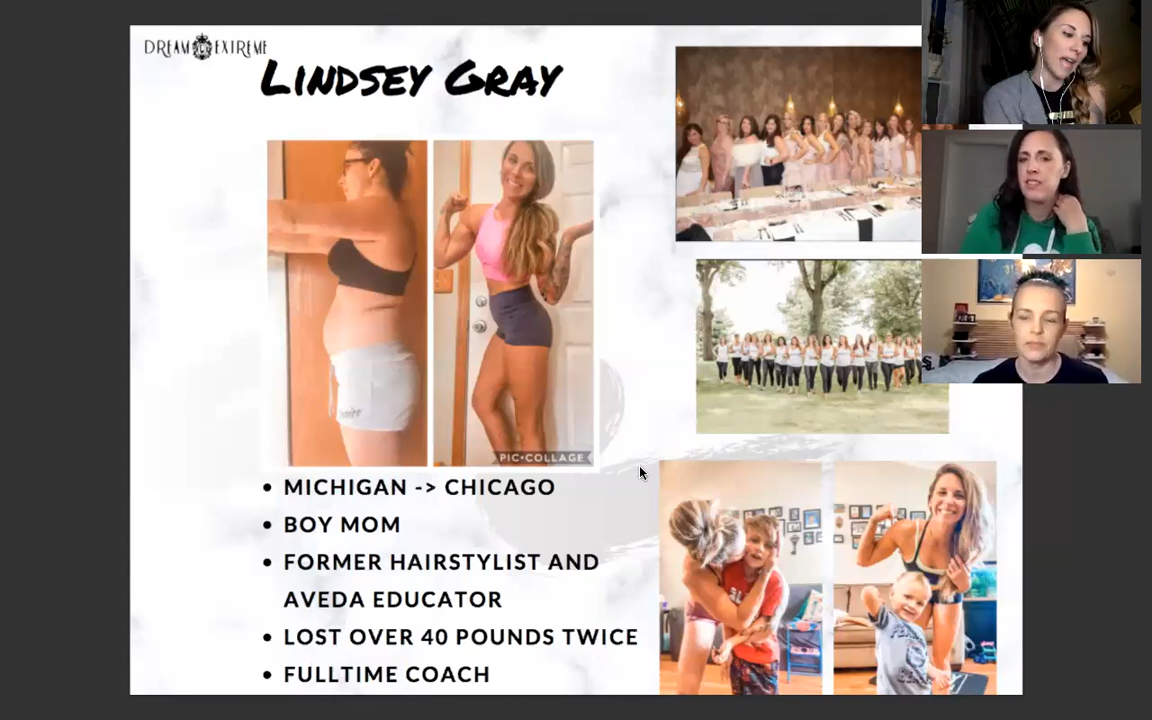 DREAM EXTREME
LINDSEY GRAY
PIC•COLLAGE
• MICHIGAN -> CHICAGO
• BOY MOM
• FORMER HAIRSTYLIST AND
AVEDA EDUCATOR
• LOST OVER 40 POUNDS TWICE
• FULLTIME COACH